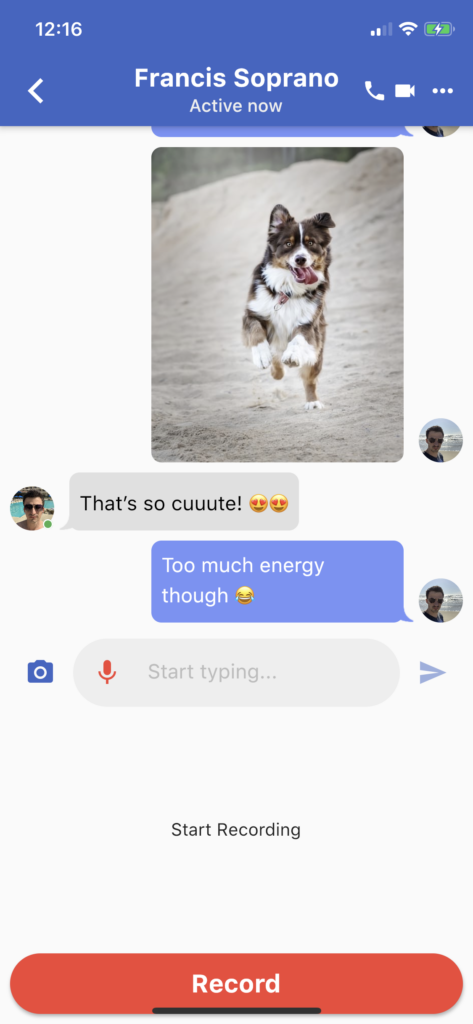 12:16
Francis Soprano
Active now
That's so cuuute! 😍😍
Too much energy
though 😂
Start typing...
Start Recording
Record